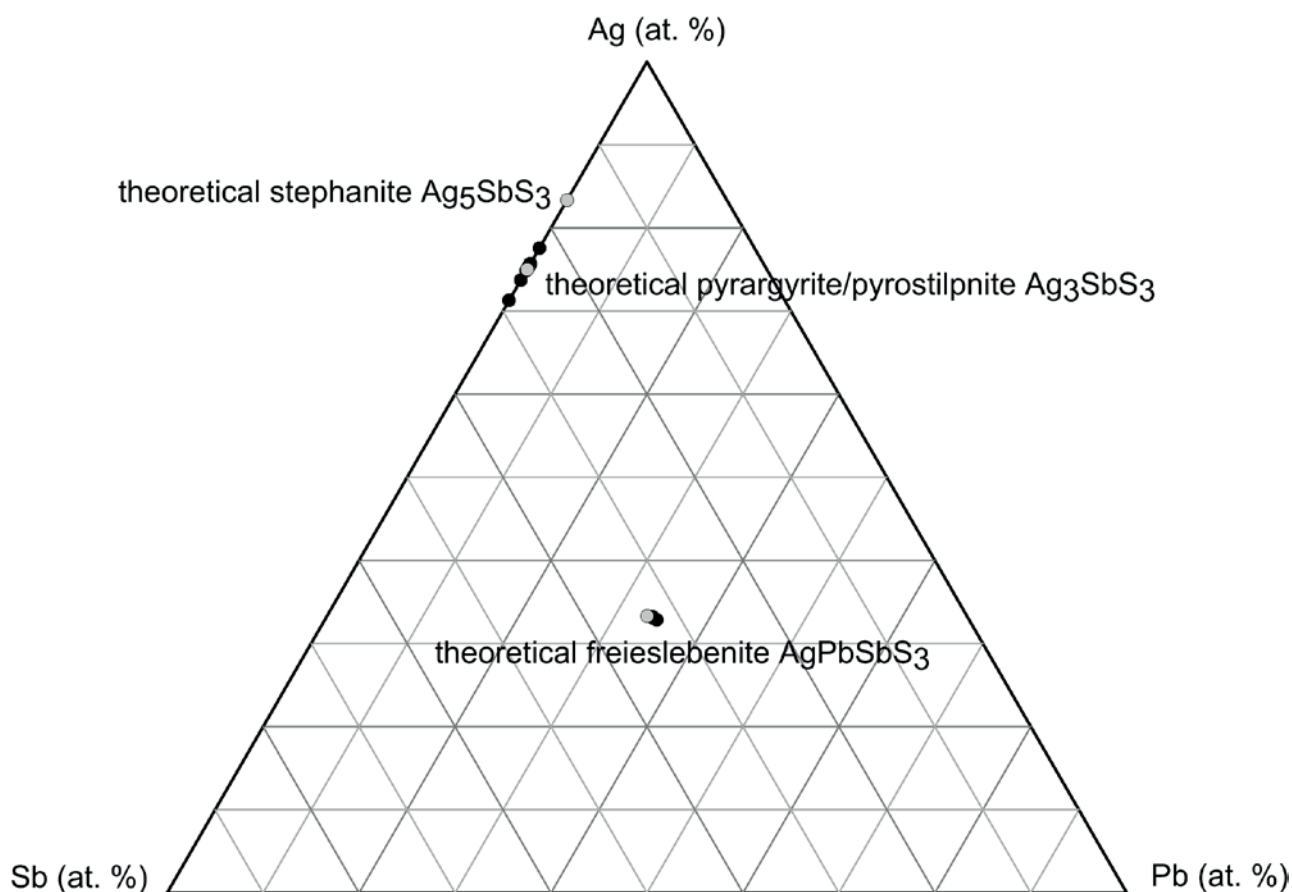 Ag (at. %)
theoretical stephanite Ag5SbS3
theoretical pyrargyrite/pyrostilpnite Ag3SbS3
theoretical freieslebenite AgPbSbS3
Sb (at. %)
Pb (at. %)